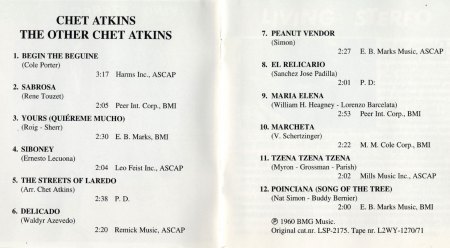 CHET ATKINS
THE OTHER CHET ATKINS
1. BEGIN THE BEGUINE
(Cole Porter)
3:17 Harms Inc., ASCAP
2. SABROSA
(Rene Touzet)
2:05 Peer Int. Corp., BMI
3. YOURS (QUIÉREME MUCHO)
(Roig - Sherr)
2:30 E. B. Marks, BMI
4. SIBONEY
(Ernesto Lecuona)
2:04 Leo Feist Inc., ASCAP
5. THE STREETS OF LAREDO
(Arr. Chet Atkins)
2:38 P. D.
6. DELICADO
(Waldyr Azevedo)
2:20 Remick Music, ASCAP
7. PEANUT VENDOR
(Simon)
2:27 E. B. Marks Music, ASCAP
8. EL RELICARIO
(Sanchez Jose Padilla)
2:01 P. D:
9. MARIA ELENA
(William H. Heagney - Lorenzo Barcelata)
2:53 Peer Int. Corp., BMI
10. MARCHETA
(V. Schertzinger)
2:22 M. M. Cole Corp., BMI
11. TZENA TZENA TZENA
(Myron - Grossman - Parish)
2:02 Mills Music Inc., ASCAP
12. POINCIANA (SONG OF THE TREE)
(Nat Simon - Buddy Bernier)
2:00 E. B. Marks Music, BMI
℗ 1960 BMG Music.
Original cat.nr. LSP-2175. Tape nr. L2WY-1270/71